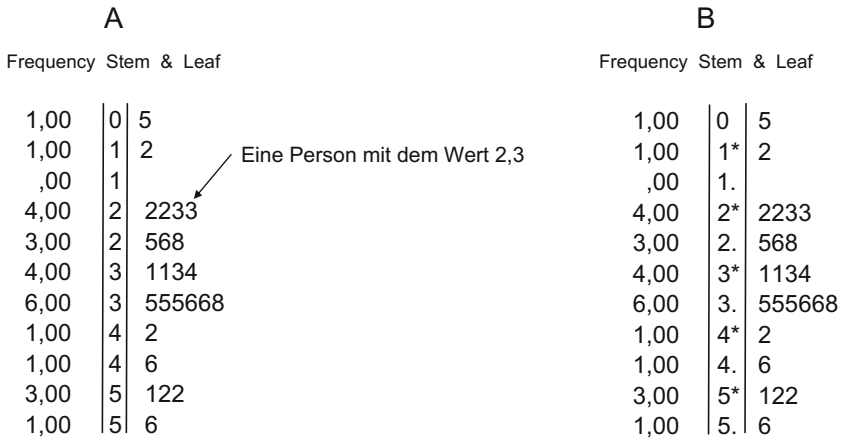 A
Frequency Stem & Leaf
1,00 0 5
1,00 1 2
,00 1
4,00 2 2233
3,00 2 568
4,00 3 1134
6,00 3 555668
1,00 4 2
1,00 4 6
3,00 5 122
1,00 5 6
Eine Person mit dem Wert 2,3
B
Frequency Stem & Leaf
1,00 0 5
1,00 1* 2
,00 1.
4,00 2* 2233
3,00 2. 568
4,00 3* 1134
6,00 3. 555668
1,00 4* 2
1,00 4. 6
3,00 5* 122
1,00 5. 6